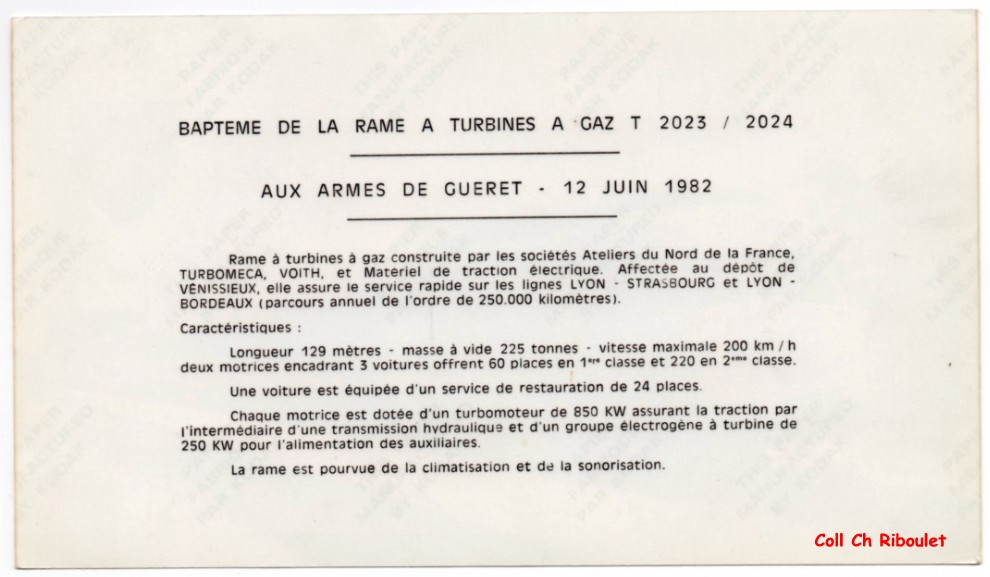 BAPTEME DE LA RAME A TURBINES A GAZ T 2023 / 2024
AUX ARMES DE GUERET - 12 JUIN 1982
Rame à turbines à gaz construite par les sociétés Ateliers du Nord de la France,
TURBOMECA, VOITH, et Matériel de traction électrique. Affectée au dépôt de
VÉNISSIEUX, elle assure le service rapide sur les lignes LYON - STRASBOURG et LYON -
BORDEAUX (parcours annuel de l'ordre de 250.000 kilomètres).
Caractéristiques :
Longueur 129 mètres - masse à vide 225 tonnes - vitesse maximale 200 km / h
deux motrices encadrant 3 voitures offrent 60 places en 1ère classe et 220 en 2eme classe.
Une voiture est équipée d'un service de restauration de 24 places.
Chaque motrice est dotée d'un turbomoteur de 850 KW assurant la traction par
l'intermédiaire d'une transmission hydraulique et d'un groupe électrogène à turbine de
250 KW pour l'alimentation des auxiliaires.
La rame est pourvue de la climatisation et de la sonorisation.
Coll Ch Riboulet